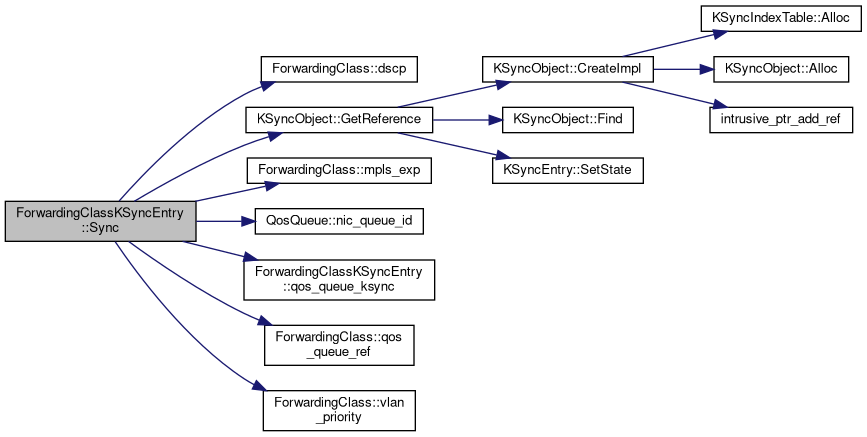 ForwardingClassKSyncEntry
::Sync
ForwardingClass::dscp
KSyncObject::GetReference
KSyncObject::CreateImpl
KSyncIndexTable::Alloc
KSyncObject::Alloc
intrusive_ptr_add_ref
KSyncObject::Find
KSyncEntry::SetState
ForwardingClass::mpls_exp
QosQueue::nic_queue_id
ForwardingClassKSyncEntry
::qos_queue_ksync
ForwardingClass::qos
_queue_ref
ForwardingClass::vlan
_priority